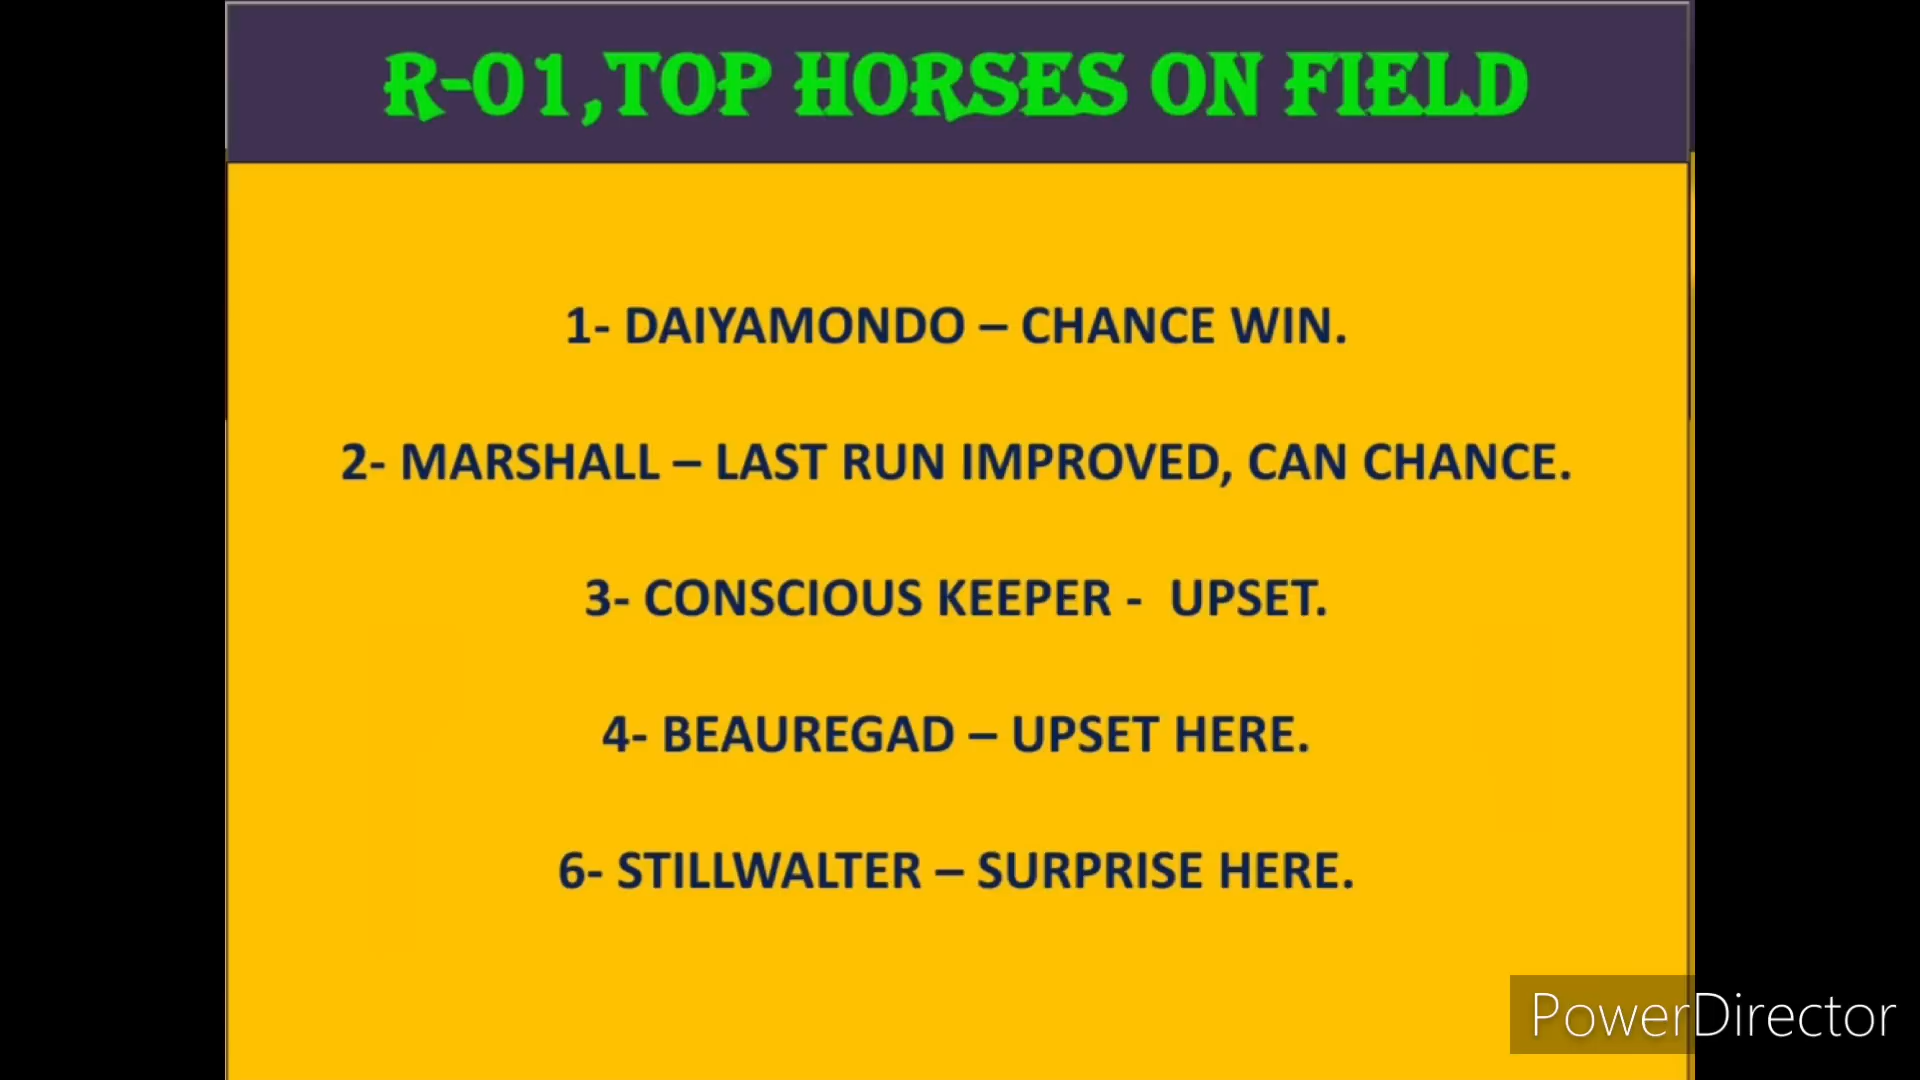 R-01,TOP HORSES ON FIELD
1- DAIYAMONDO – CHANCE WIN.
2- MARSHALL – LAST RUN IMPROVED, CAN CHANCE.
3- CONSCIOUS KEEPER -  UPSET.
4- BEAUREGAD – UPSET HERE.
6- STILLWALTER – SURPRISE HERE.
PowerDirector